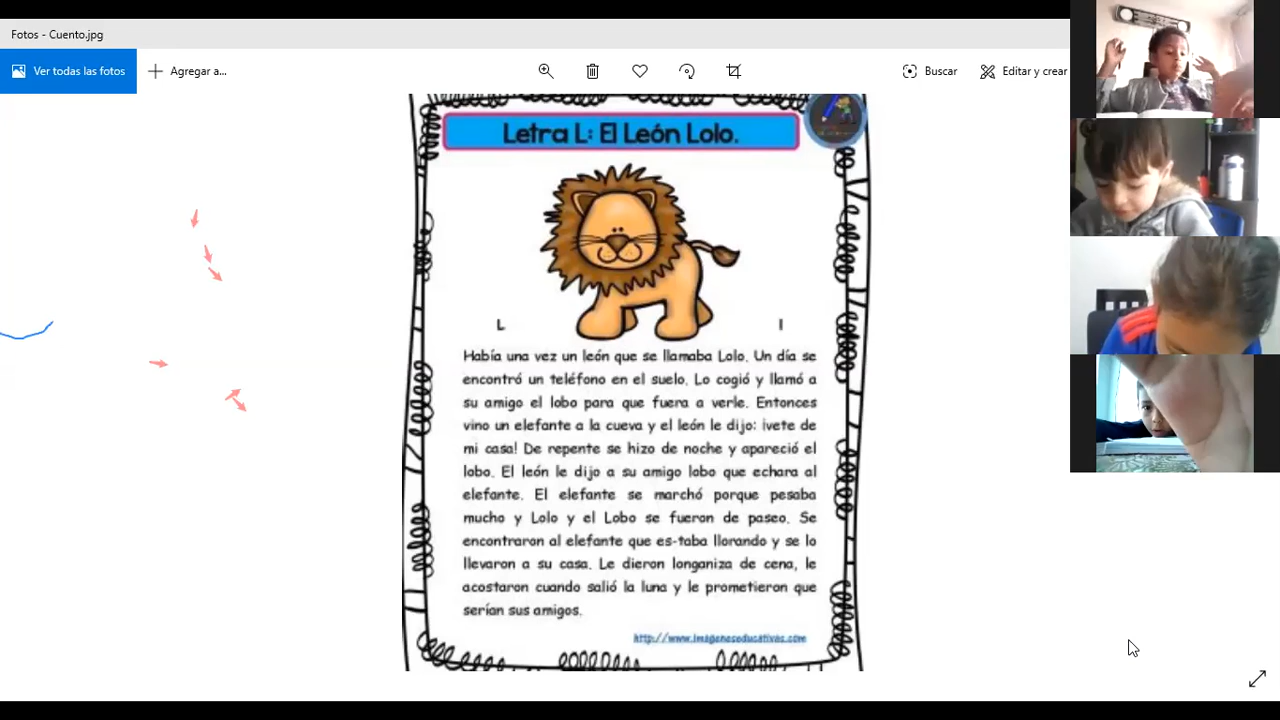 Fotos - Cuento.jpg
Ver todas las fotos
Agregar a...
Buscar
Editar y crear
Letra L: El León Lolo.
L
l
Había una vez un león que se llamaba Lolo. Un día se
encontró un teléfono en el suelo. Lo cogió y llamó a
su amigo el lobo para que fuera a verle. Entonces
vino un elefante a la cueva y el león le dijo: ¡vete de
mi casa! De repente se hizo de noche y apareció el
lobo. El león le dijo a su amigo lobo que echara al
elefante. El elefante se marchó porque pesaba
mucho y Lolo y el Lobo se fueron de paseo. Se
encontraron al elefante que es-taba llorando y se lo
llevaron a su casa. Le dieron longaniza de cena, le
acostaron cuando salió la luna y le prometieron que
serían sus amigos.
http://www.imageneseducativas.com